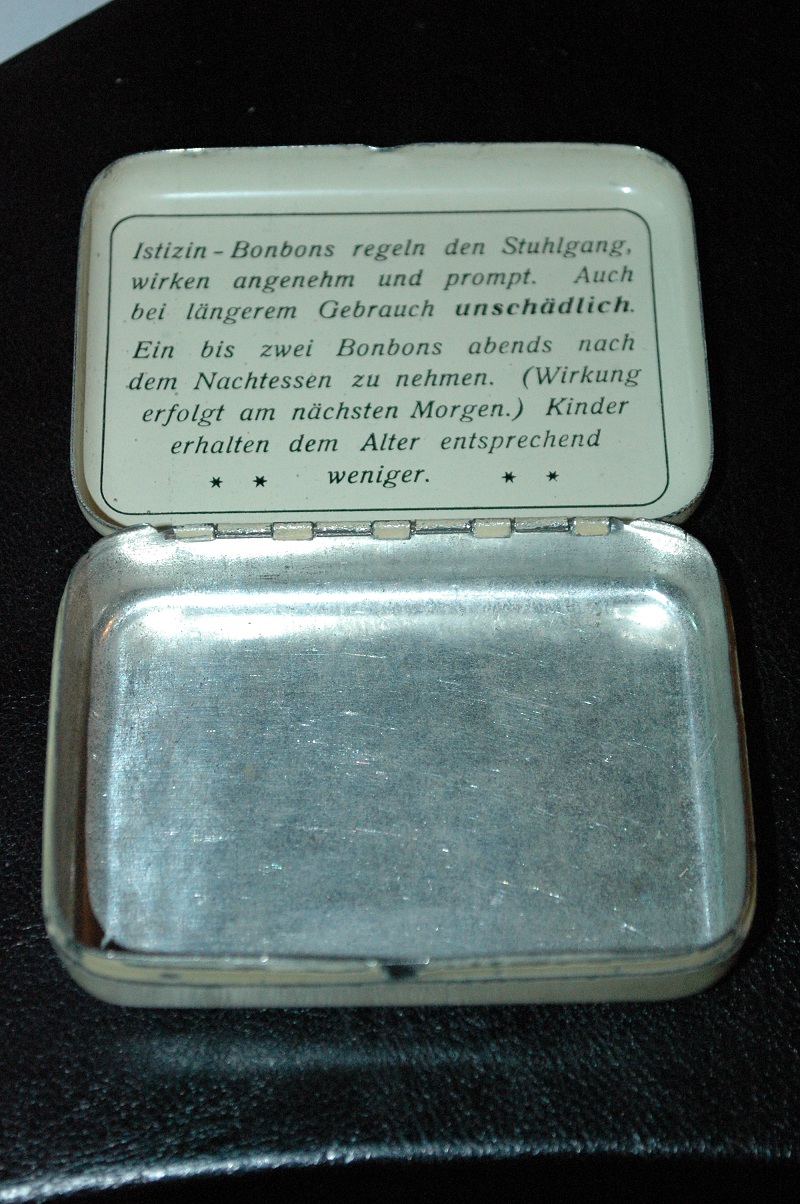 Istizin-Bonbons regeln den Stuhlgang,
wirken angenehm und prompt. Auch
bei längerem Gebrauch unschädlich.
Ein bis zwei Bonbons abends nach
dem Nachtessen zu nehmen. (Wirkung
erfolgt am nächsten Morgen.) Kinder
erhalten dem Alter entsprechend
* * weniger. * *